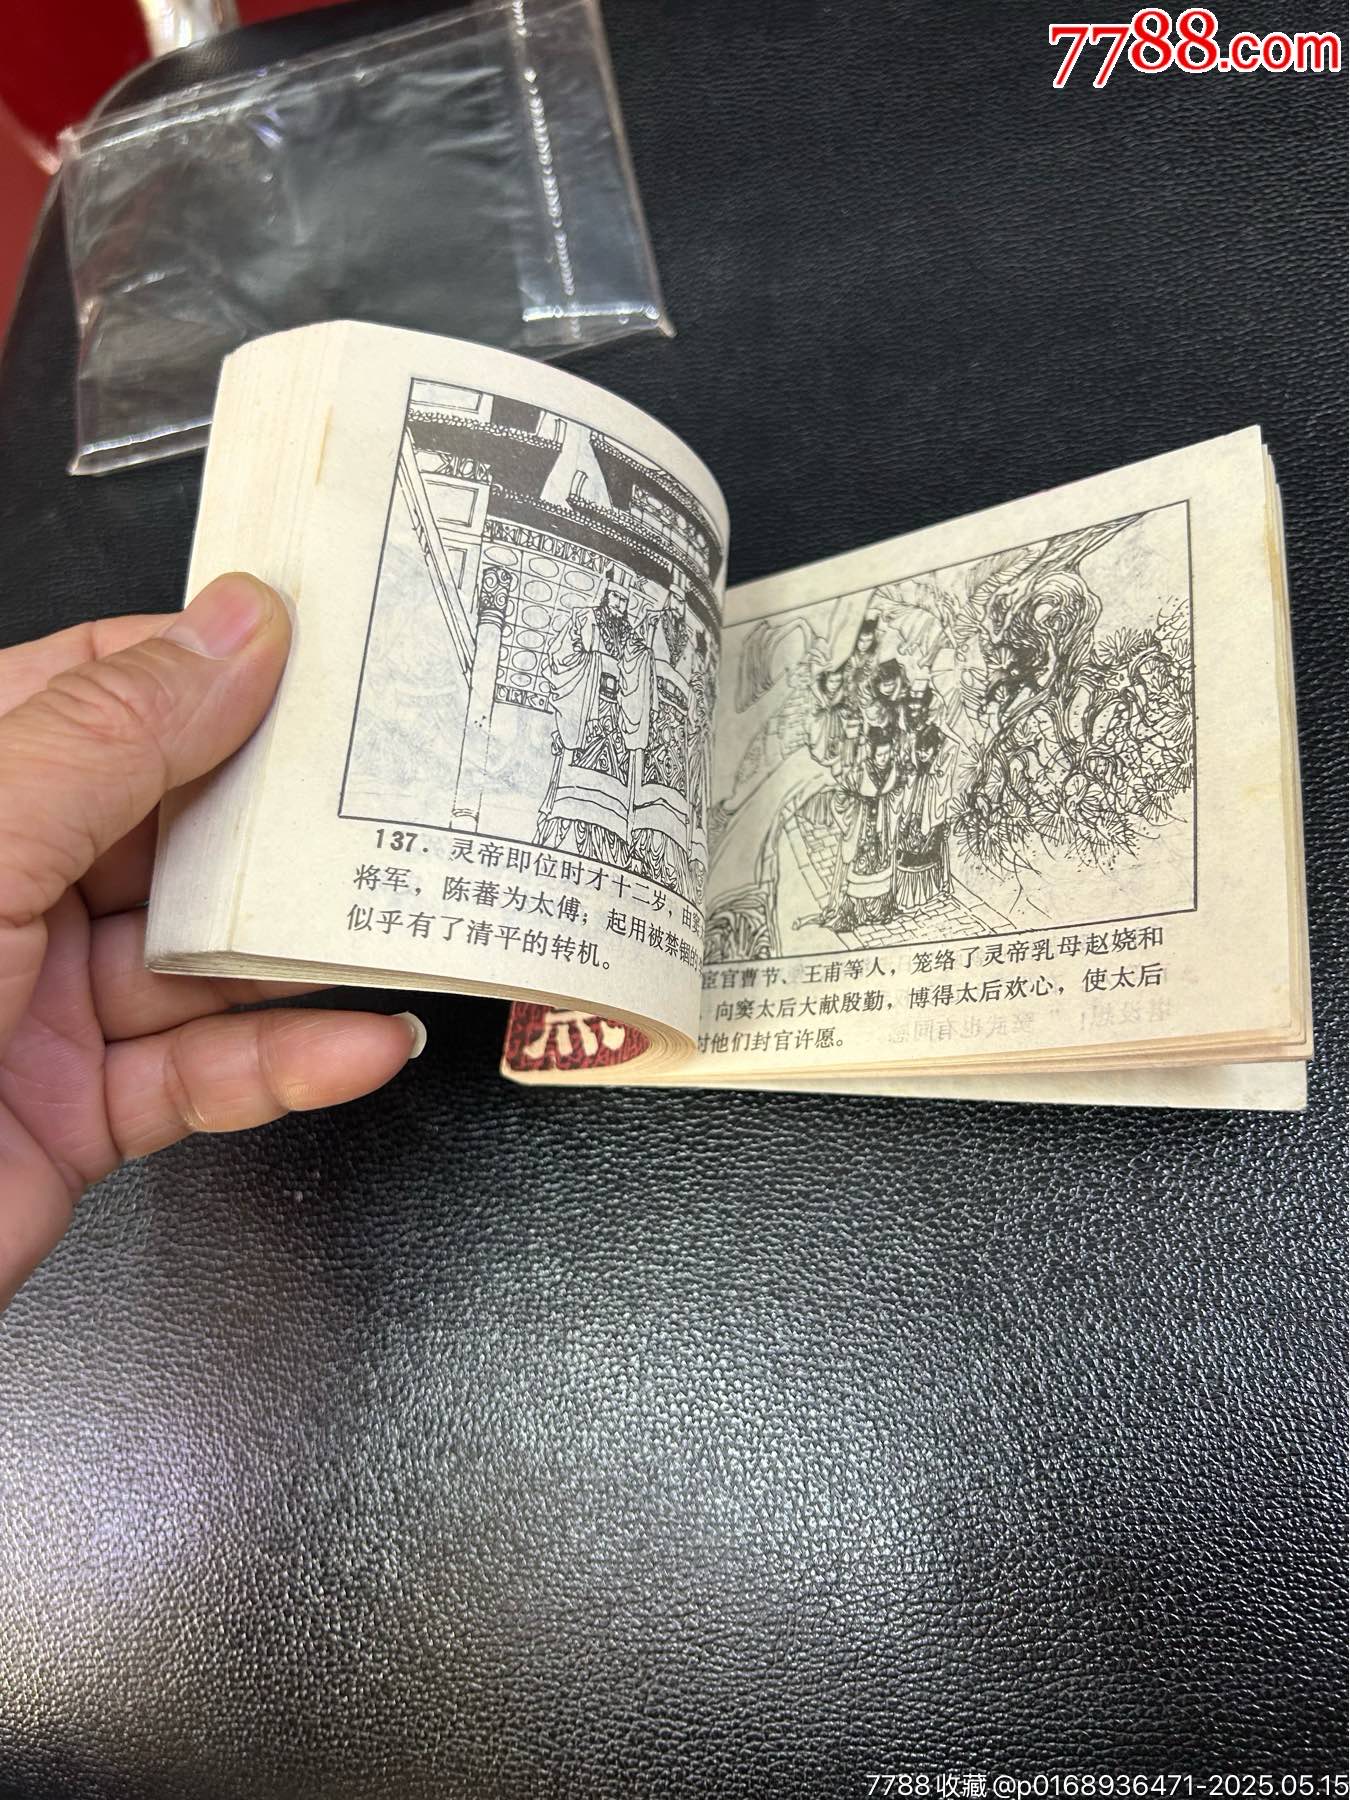 7788.com
137. 灵帝即位时才十二岁，由窦
将军，陈蕃为太傅；起用被禁锢的
似乎有了清平的转机。
宦官曹节、王甫等人，笼络了灵帝乳母赵娆和
，向窦太后大献殷勤，博得太后欢心，使太后
时他们封官许愿。
7788收藏@p0168936471-2025.05.15